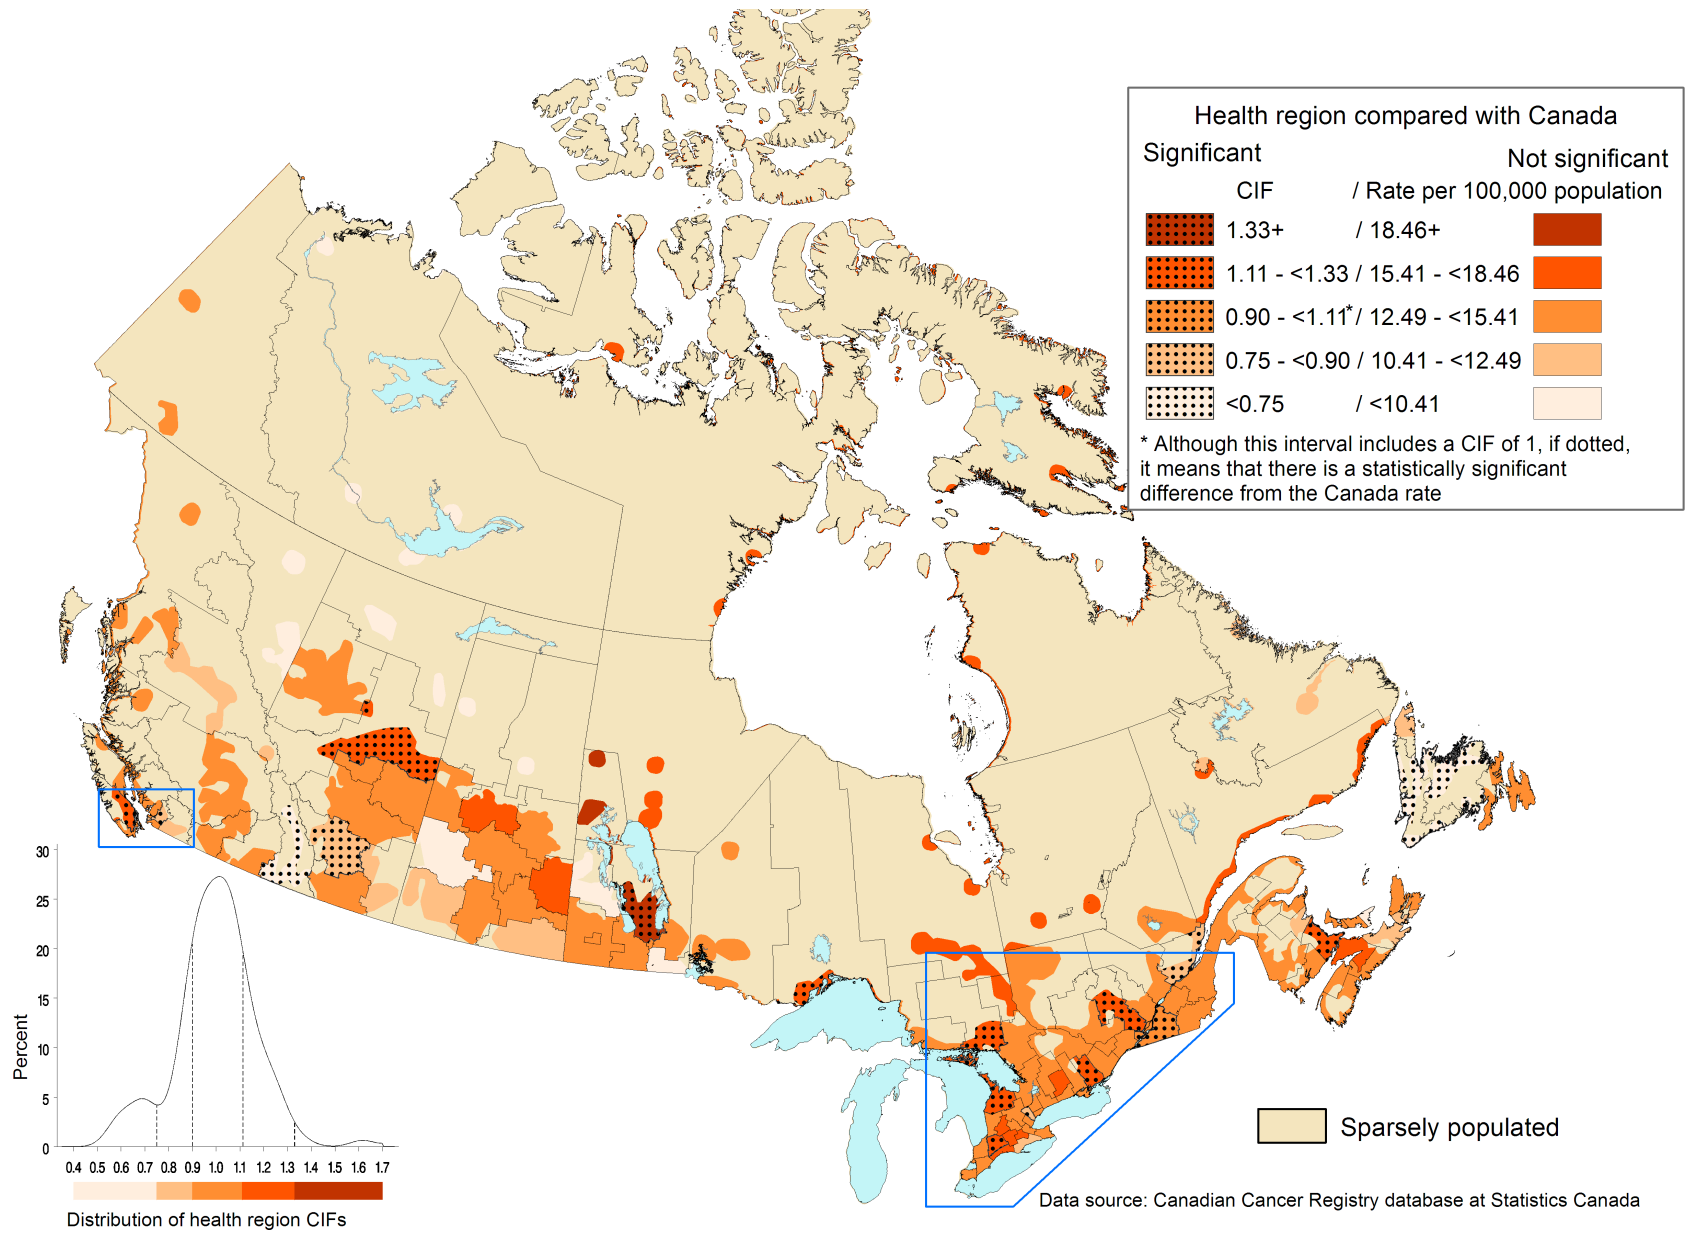 Health region compared with Canada
Significant
Not significant
CIF / Rate per 100,000 population
1.33+ / 18.46+
1.11 - <1.33 / 15.41 - <18.46
0.90 - <1.11* / 12.49 - <15.41
0.75 - <0.90 / 10.41 - <12.49
<0.75 / <10.41
* Although this interval includes a CIF of 1, if dotted,
it means that there is a statistically significant
difference from the Canada rate
Percent
30
25
20
15
10
5
0
0.4 0.5 0.6 0.7 0.8 0.9 1.0 1.1 1.2 1.3 1.4 1.5 1.6 1.7
Distribution of health region CIFs
Sparsely populated
Data source: Canadian Cancer Registry database at Statistics Canada